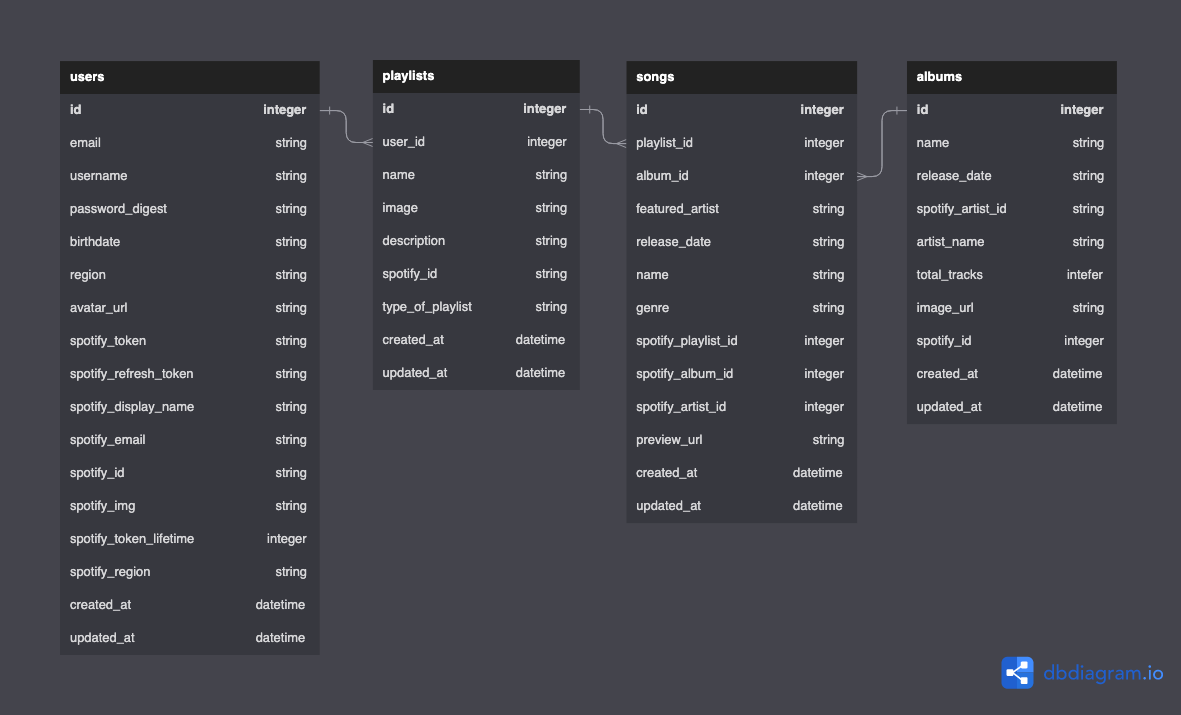 users
id integer
email string
username string
password_digest string
birthdate string
region string
avatar_url string
spotify_token string
spotify_refresh_token string
spotify_display_name string
spotify_email string
spotify_id string
spotify_img string
spotify_token_lifetime integer
spotify_region string
created_at datetime
updated_at datetime
playlists
id integer
user_id integer
name string
image string
description string
spotify_id string
type_of_playlist string
created_at datetime
updated_at datetime
songs
id integer
playlist_id integer
album_id integer
featured_artist string
release_date string
name string
genre string
spotify_playlist_id integer
spotify_album_id integer
spotify_artist_id integer
preview_url string
created_at datetime
updated_at datetime
albums
id integer
name string
release_date string
spotify_artist_id string
artist_name string
total_tracks intefer
image_url string
spotify_id integer
created_at datetime
updated_at datetime
dbdiagram.io